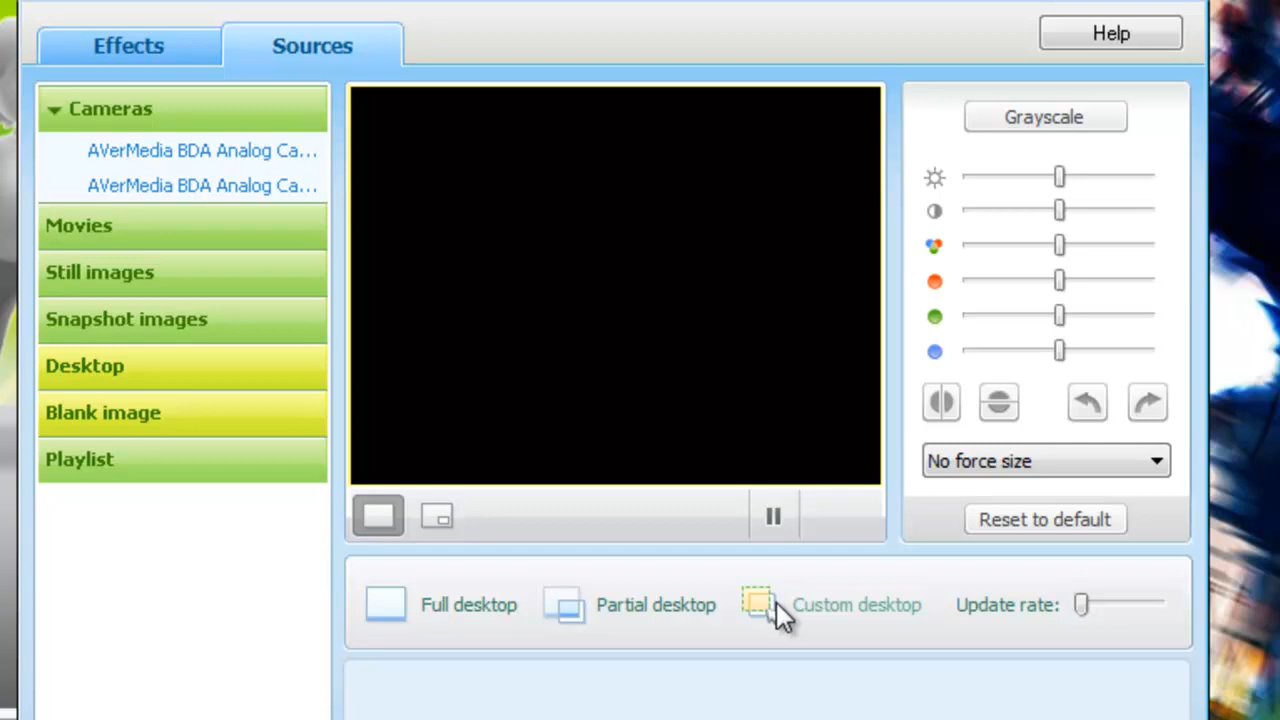 Effects
Sources
Help
Cameras
AVerMedia BDA Analog Ca...
AVerMedia BDA Analog Ca...
Movies
Still images
Snapshot images
Desktop
Blank image
Playlist
Grayscale
No force size
Reset to default
Full desktop
Partial desktop
Custom desktop
Update rate: